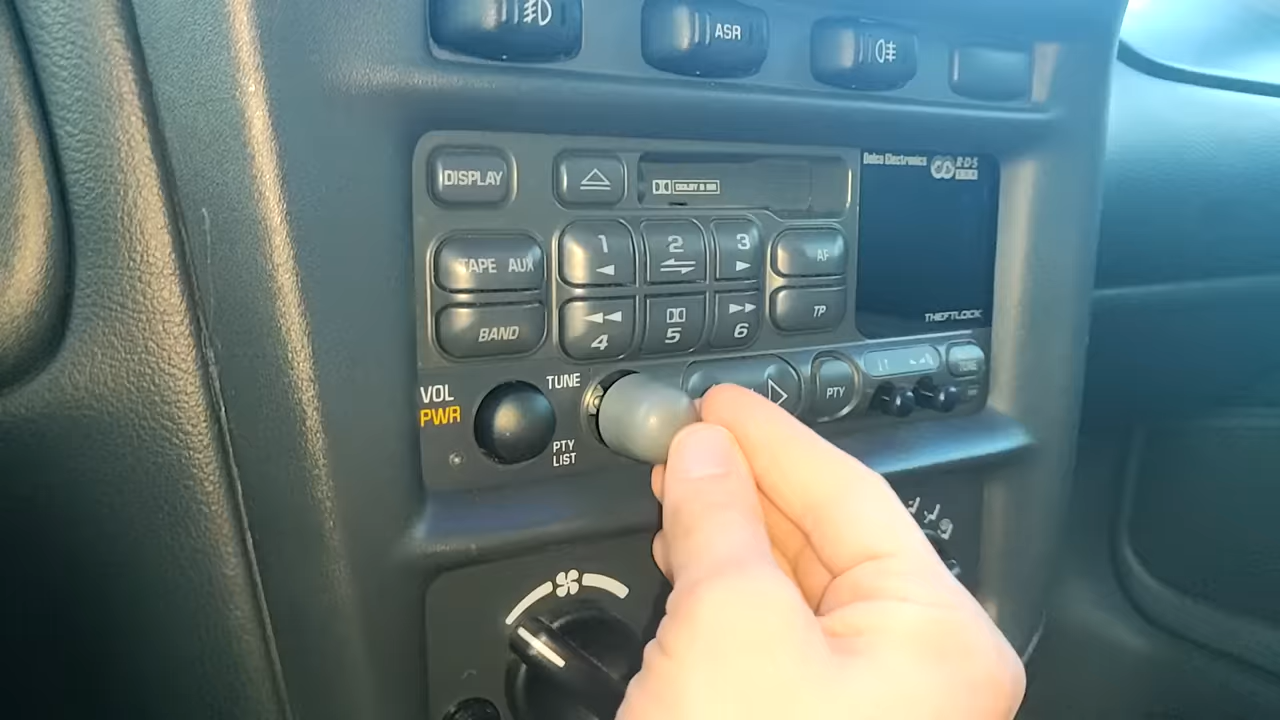 ASR
DISPLAY
DOLBY B NR
Delco Electronics
R·D·S
TAPE AUX
1
2
3
AF
BAND
4
5
6
TP
THEFTLOCK
VOL
PWR
TUNE
PTY
LIST
PTY